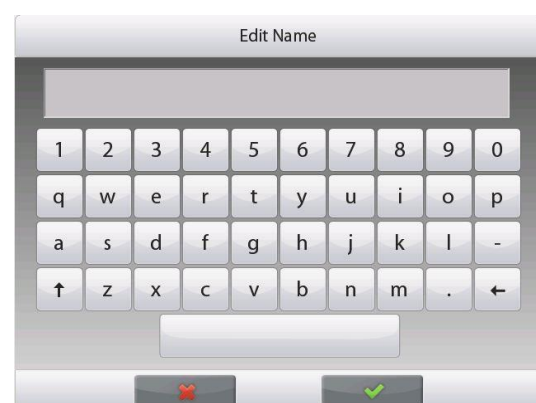 Edit Name
1 2 3 4 5 6 7 8 9 0
q w e r t y u i o p
a s d f g h j k l -
↑ z x c v b n m . ←